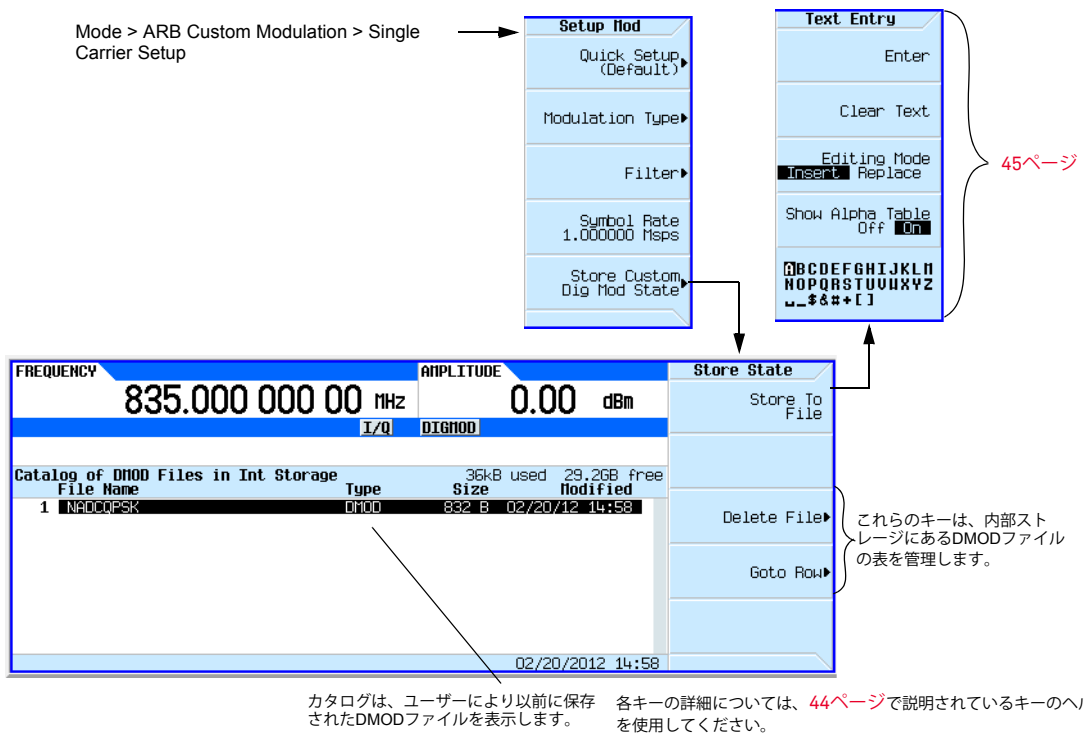 Mode > ARB Custom Modulation > Single
Carrier Setup
Setup Mod
Quick Setup
(Default)
Modulation Type
Filter
Symbol Rate
1.000000 Msps
Store Custom
Dig Mod State
Text Entry
Enter
Clear Text
Editing Mode
Insert Replace
Show Alpha Table
Off On
ABCDEFGHIJKLM
NOPQRSTUVWXYZ
␣_$&#+[]
45ページ
FREQUENCY
835.000 000 00 MHz
AMPLITUDE
0.00 dBm
I/Q DIGMOD
Catalog of DMOD Files in Int Storage 36kB used 29.2GB free
File Name Type Size Modified
1 NADCQPSK DMOD 832 B 02/20/12 14:58
02/20/2012 14:58
Store State
Store To
File
Delete File
Goto Row
これらのキーは、内部スト
レージにあるDMODファイル
の表を管理します。
カタログは、ユーザーにより以前に保存
されたDMODファイルを表示します。
各キーの詳細については、44ページで説明されているキーのヘル
を使用してください。